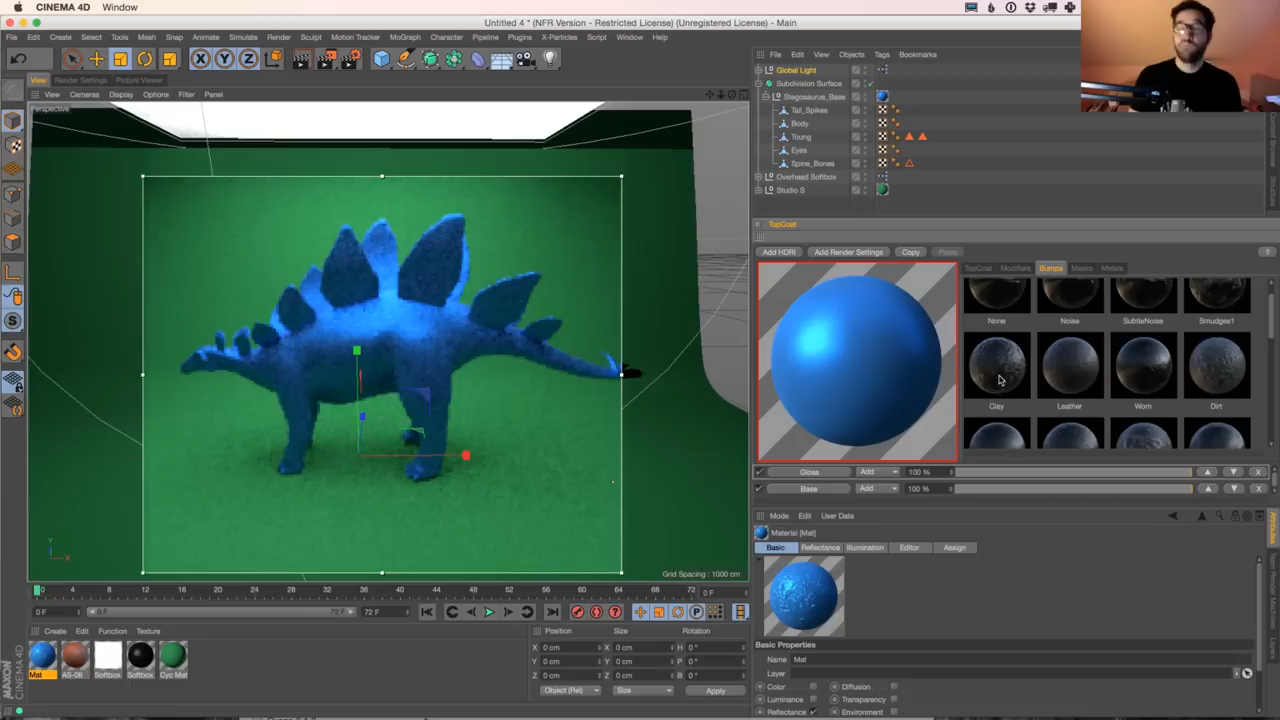 CINEMA 4D Window
Untitled 4 * (NFR Version - Restricted License) (Unregistered License) - Main
File Edit Create Select Tools Mesh Snap Animate Simulate Render Sculpt Motion Tracker MoGraph Character Pipeline Plugins X-Particles Script Window Help
File Edit View Objects Tags Bookmarks
X Y Z
View Render Settings Picture Viewer
View Cameras Display Options Filter Panel
Perspective
Global Light
Subdivision Surface
Stegosaurus_Base
Tail_Spikes
Body
Toung
Eyes
Spine_Bones
Overhead Softbox
Studio S
TopCoat
Add HDRI Add Render Settings Copy ?
TopCoat Modifiers Bumps Masks Metals
None Noise SubtleNoise Smudges1
Clay Leather Worn Dirt
Gloss Add 100 % X
Base Add 100 % X
Mode Edit User Data
Material [Mat]
Basic Reflectance Illumination Editor Assign
Basic Properties
Name Mat
Layer
Color Diffusion
Luminance Transparency
Reflectance Environment
Grid Spacing : 1000 cm
0 4 8 12 16 20 24 28 32 36 40 44 48 52 56 60 64 68 72 0 F
0 F 0 F 72 F 72 F
Create Edit Function Texture
Mat AS-08 Softbox Softbox Cyc Mat
Position Size Rotation
X 0 cm X 0 cm H 0 °
Y 0 cm Y 0 cm P 0 °
Z 0 cm Z 0 cm B 0 °
Object (Rel) Size Apply
MAXON CINEMA 4D